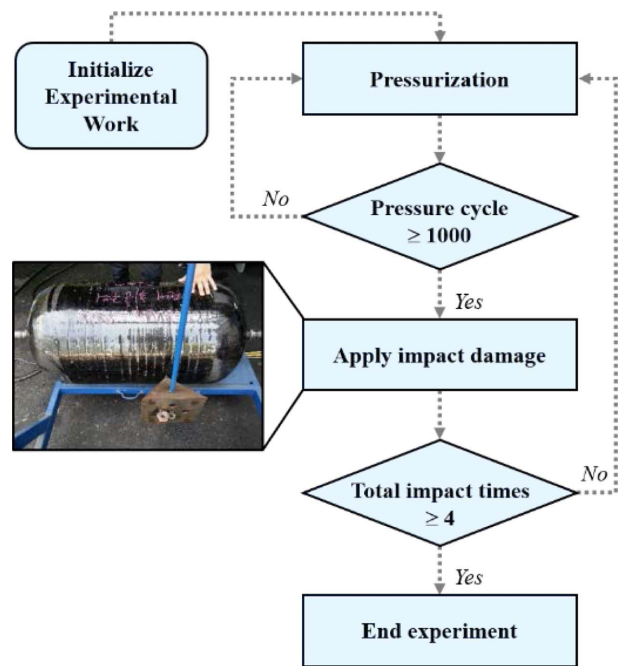 Initialize
Experimental
Work
Pressurization
No
Pressure cycle
≥ 1000
Yes
Apply impact damage
Total impact times
≥ 4
No
Yes
End experiment